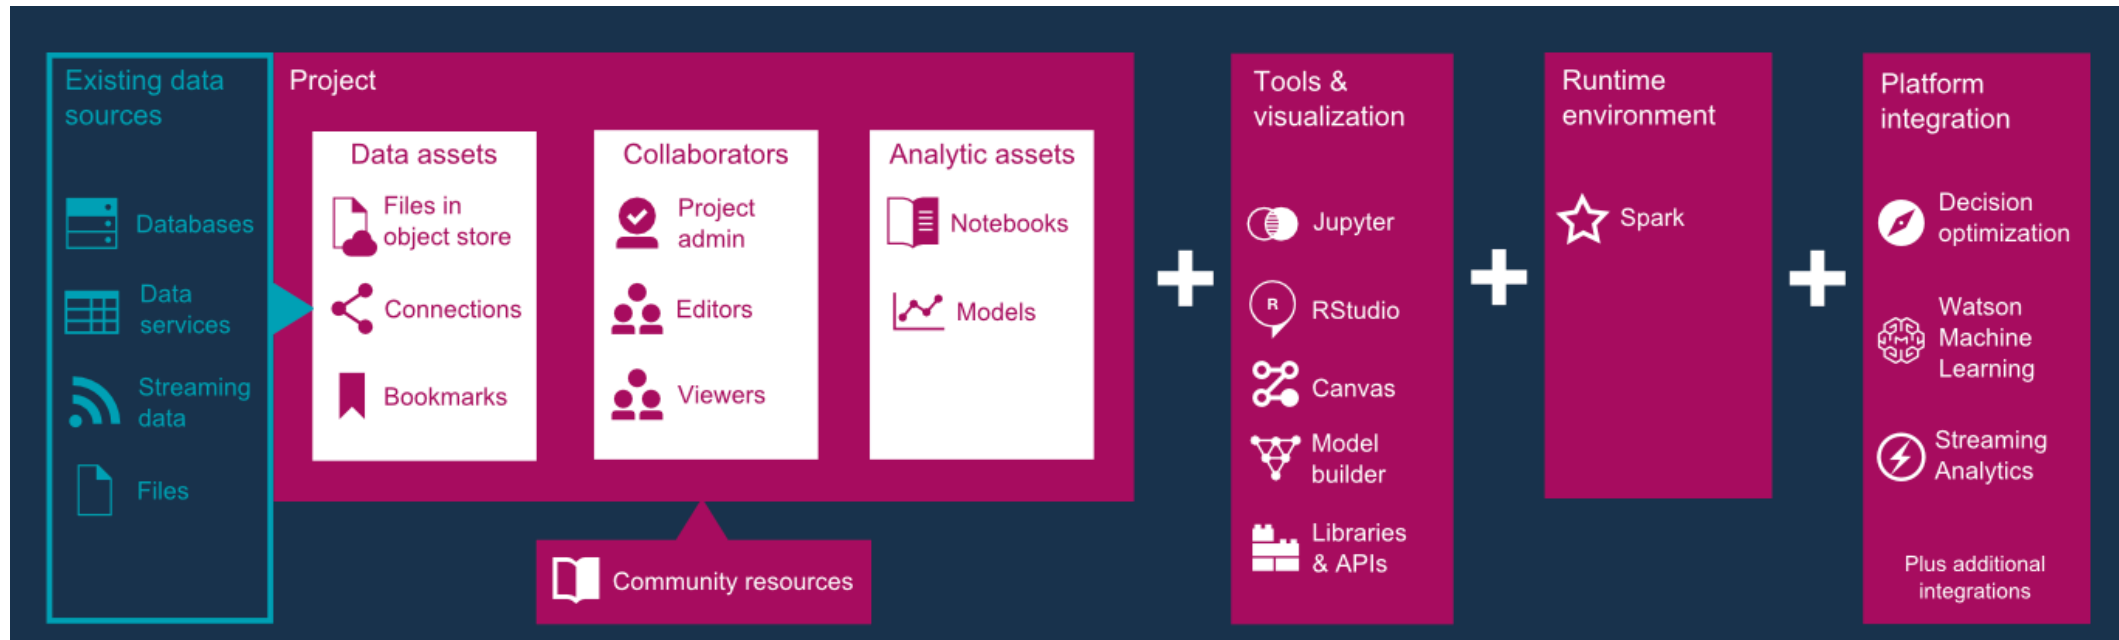 Existing data
sources
Databases
Data
services
Streaming
data
Files
Project
Data assets
Files in
object store
Connections
Bookmarks
Collaborators
Project
admin
Editors
Viewers
Analytic assets
Notebooks
Models
Community resources
Tools &
visualization
Jupyter
R
RStudio
Canvas
Model
builder
Libraries
& APIs
Runtime
environment
Spark
Platform
integration
Decision
optimization
Watson
Machine
Learning
Streaming
Analytics
Plus additional
integrations